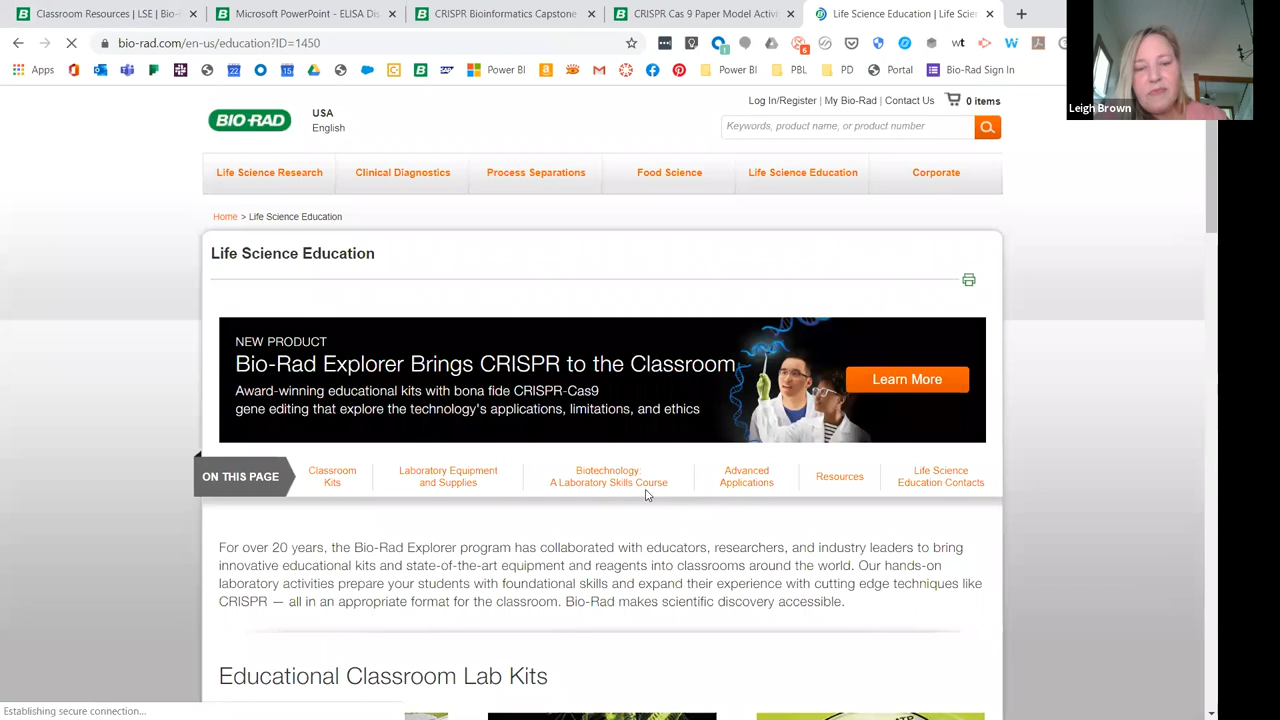 Classroom Resources | LSE | Bio-
Microsoft PowerPoint - ELISA Dis
CRISPR Bioinformatics Capstone
CRISPR Cas 9 Paper Model Activi
Life Science Education | Life Scien
bio-rad.com/en-us/education?ID=1450
Apps
Power BI
Power BI
PBL
PD
Portal
Bio-Rad Sign In
Leigh Brown
Log In/Register | My Bio-Rad | Contact Us
0 items
BIO-RAD
USA
English
Keywords, product name, or product number
Life Science Research
Clinical Diagnostics
Process Separations
Food Science
Life Science Education
Corporate
Home > Life Science Education
Life Science Education
NEW PRODUCT
Bio-Rad Explorer Brings CRISPR to the Classroom
Award-winning educational kits with bona fide CRISPR-Cas9
gene editing that explore the technology's applications, limitations, and ethics
Learn More
ON THIS PAGE
Classroom
Kits
Laboratory Equipment
and Supplies
Biotechnology:
A Laboratory Skills Course
Advanced
Applications
Resources
Life Science
Education Contacts
For over 20 years, the Bio-Rad Explorer program has collaborated with educators, researchers, and industry leaders to bring
innovative educational kits and state-of-the-art equipment and reagents into classrooms around the world. Our hands-on
laboratory activities prepare your students with foundational skills and expand their experience with cutting edge techniques like
CRISPR — all in an appropriate format for the classroom. Bio-Rad makes scientific discovery accessible.
Educational Classroom Lab Kits
Establishing secure connection...